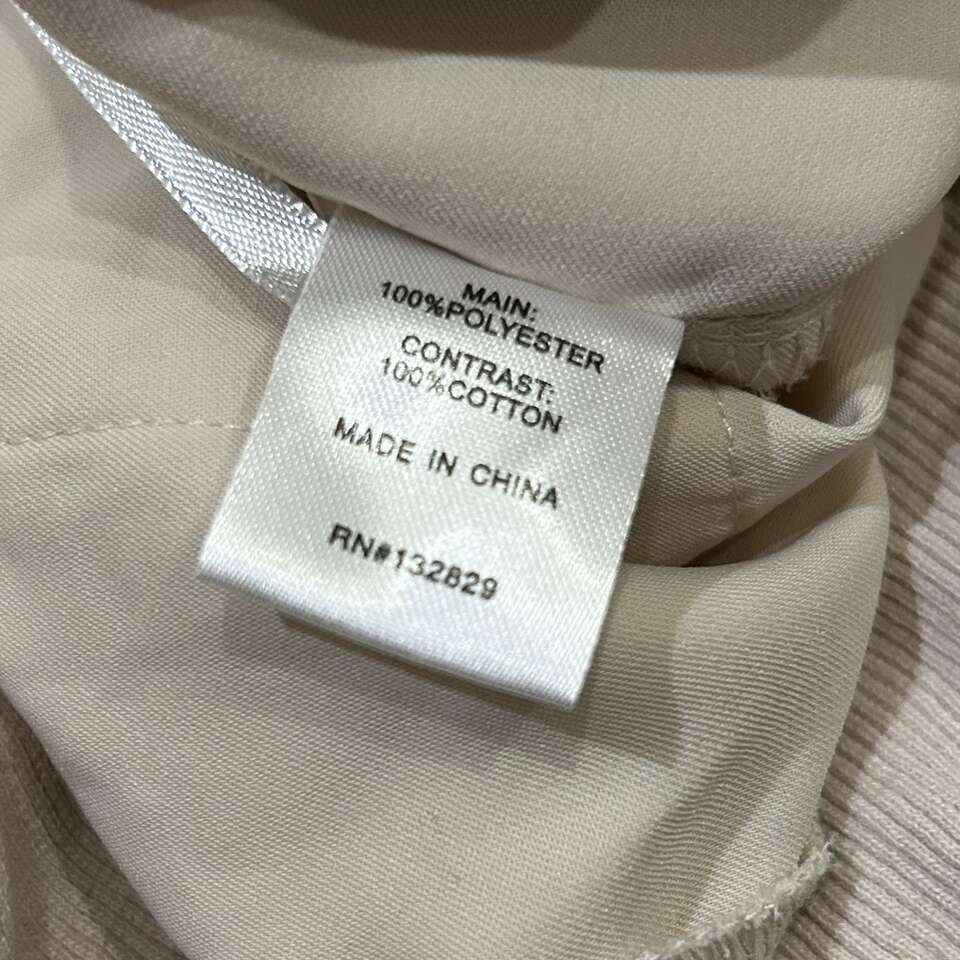 MAIN:
100%POLYESTER
CONTRAST:
100%COTTON
MADE IN CHINA
RN#132829